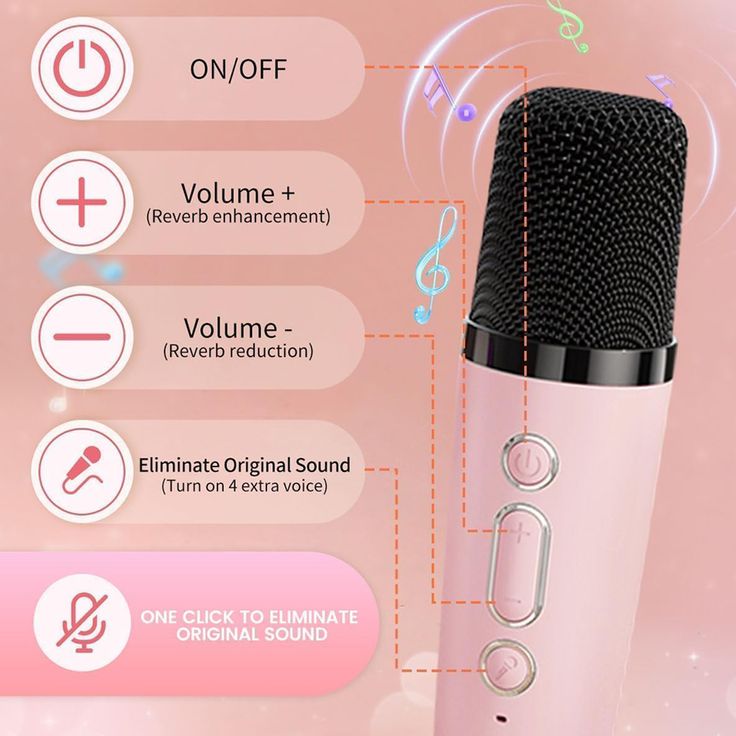 ON/OFF
Volume +
(Reverb enhancement)
Volume -
(Reverb reduction)
Eliminate Original Sound
(Turn on 4 extra voice)
ONE CLICK TO ELIMINATE
ORIGINAL SOUND